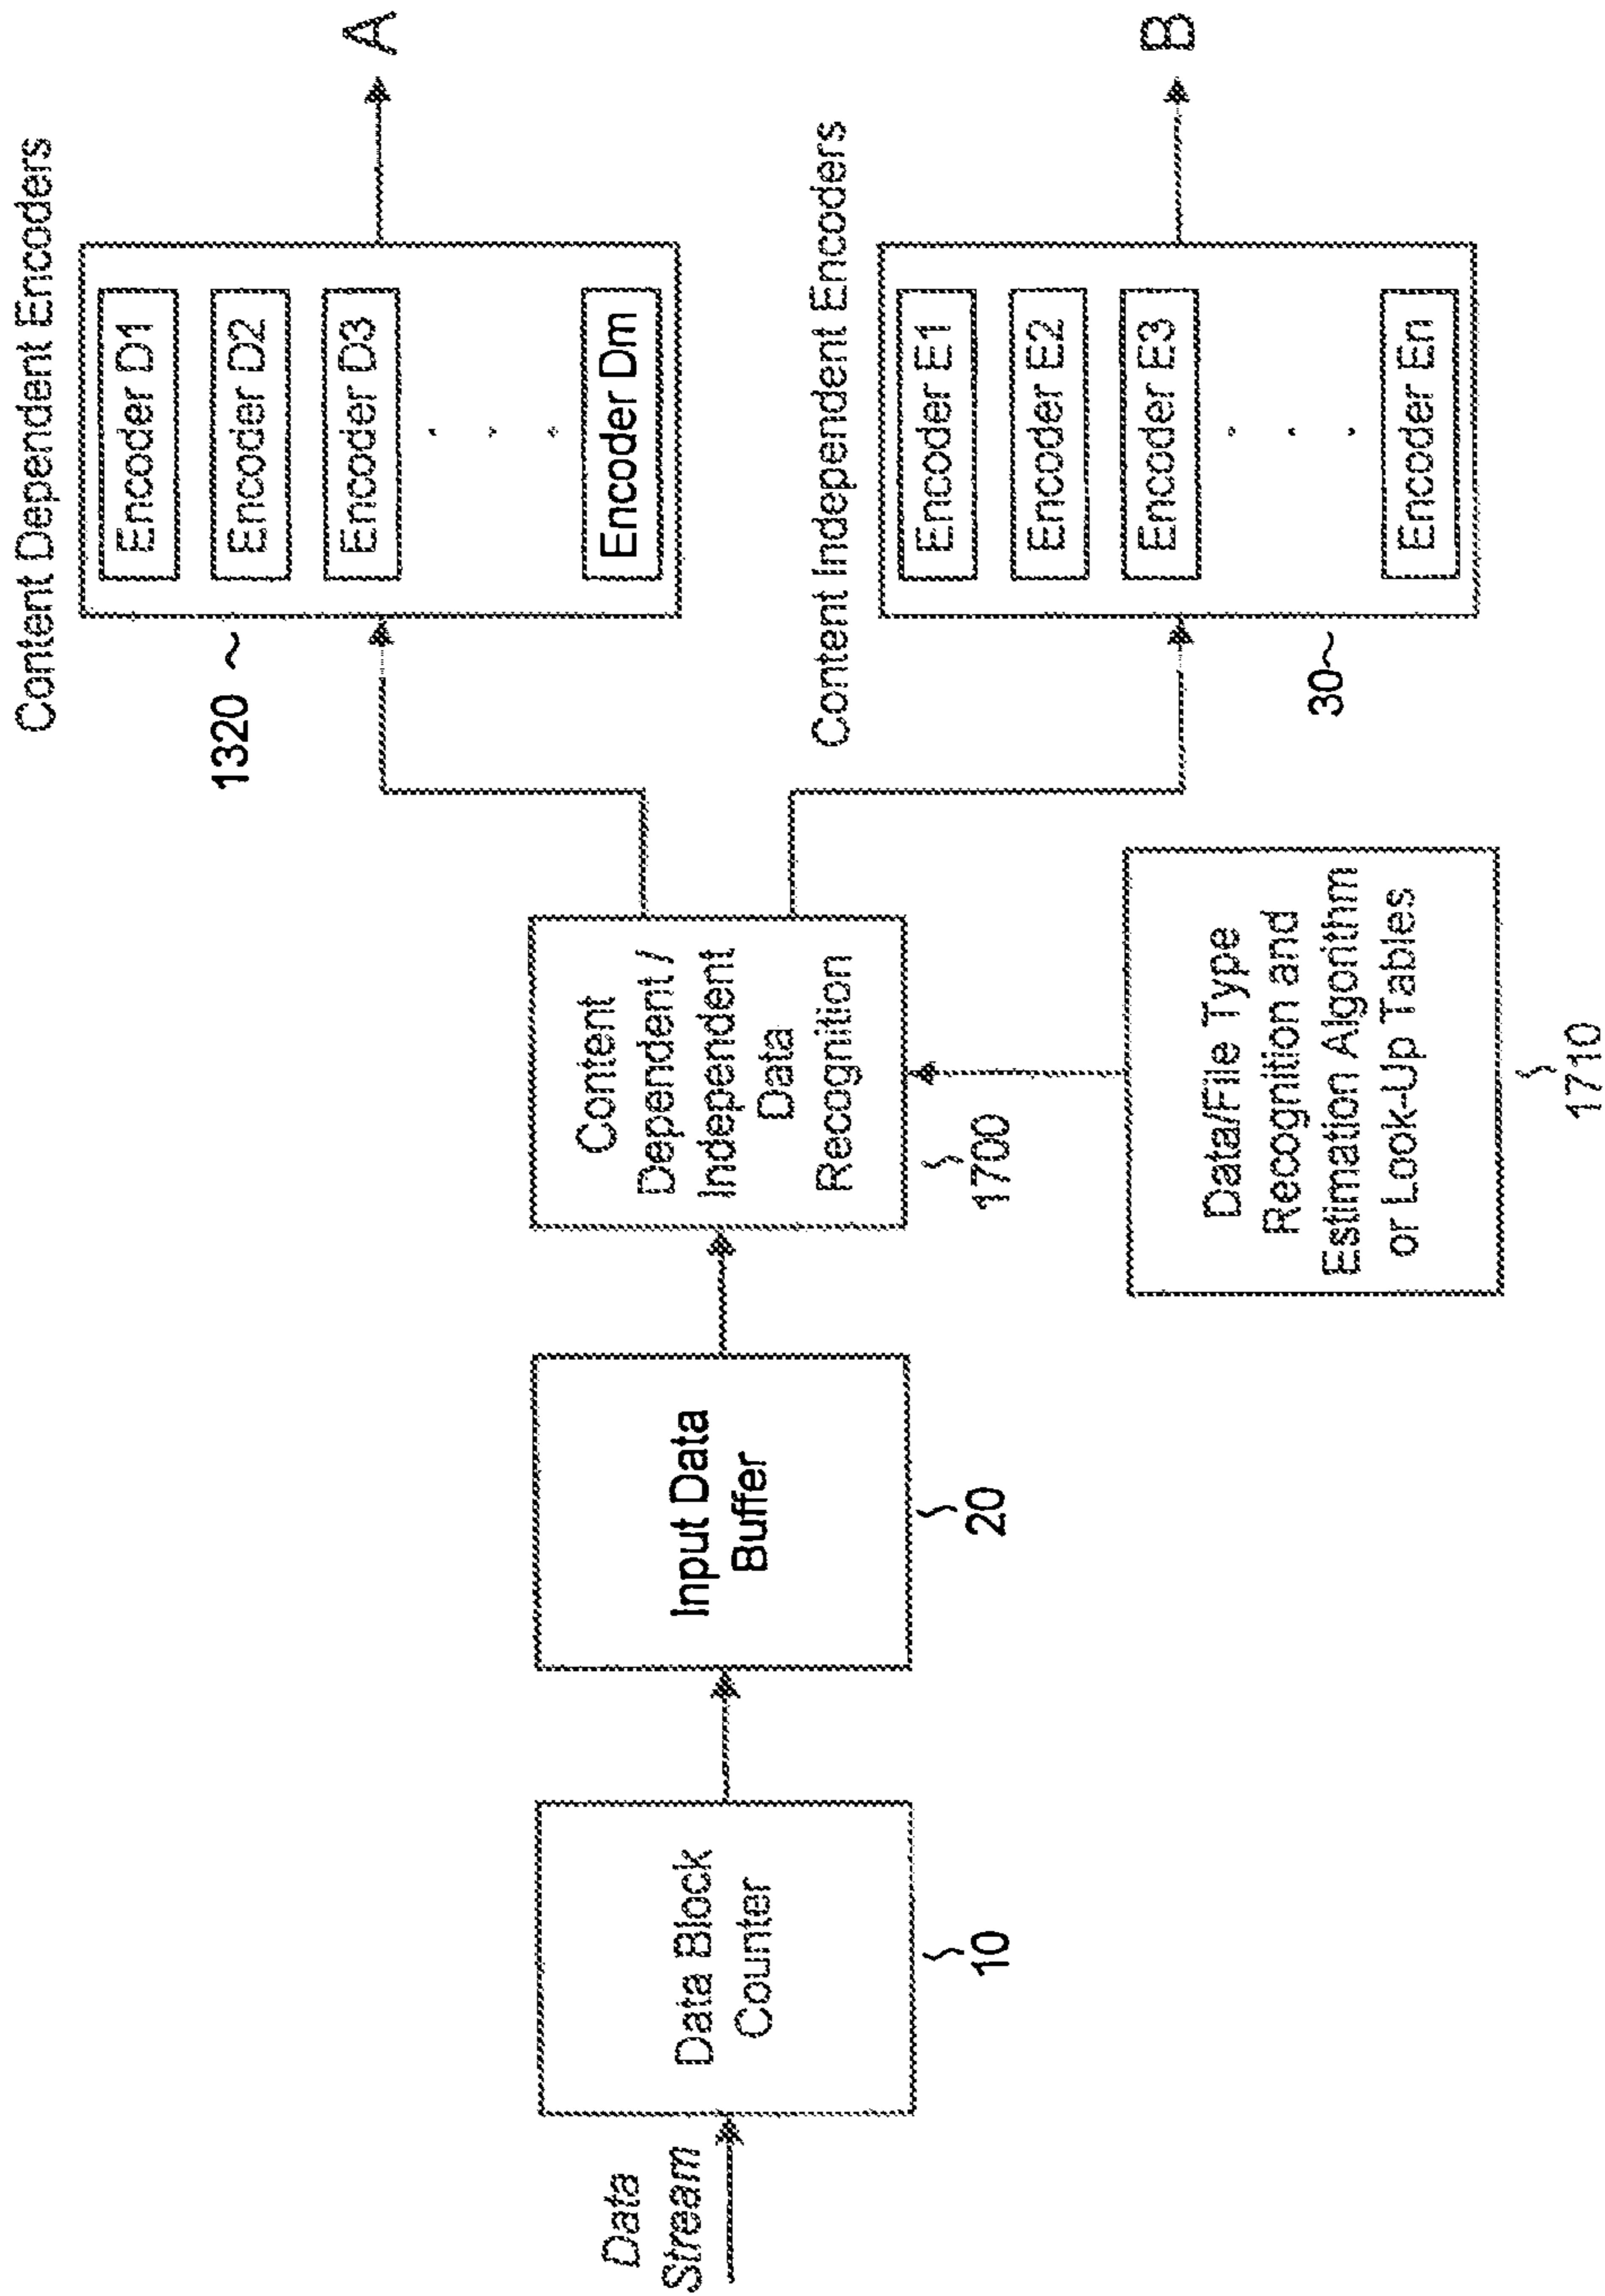 Data
Stream
Data Block
Counter
10
Input Data
Buffer
20
Content
Dependent /
Independent
Data
Recognition
1700
Data/File Type
Recognition and
Estimation Algorithm
or Look-Up Tables
1710
Content Dependent Encoders
1320
Encoder D1
Encoder D2
Encoder D3
. . .
Encoder Dm
A
Content Independent Encoders
30
Encoder E1
Encoder E2
Encoder E3
. . .
Encoder En
B